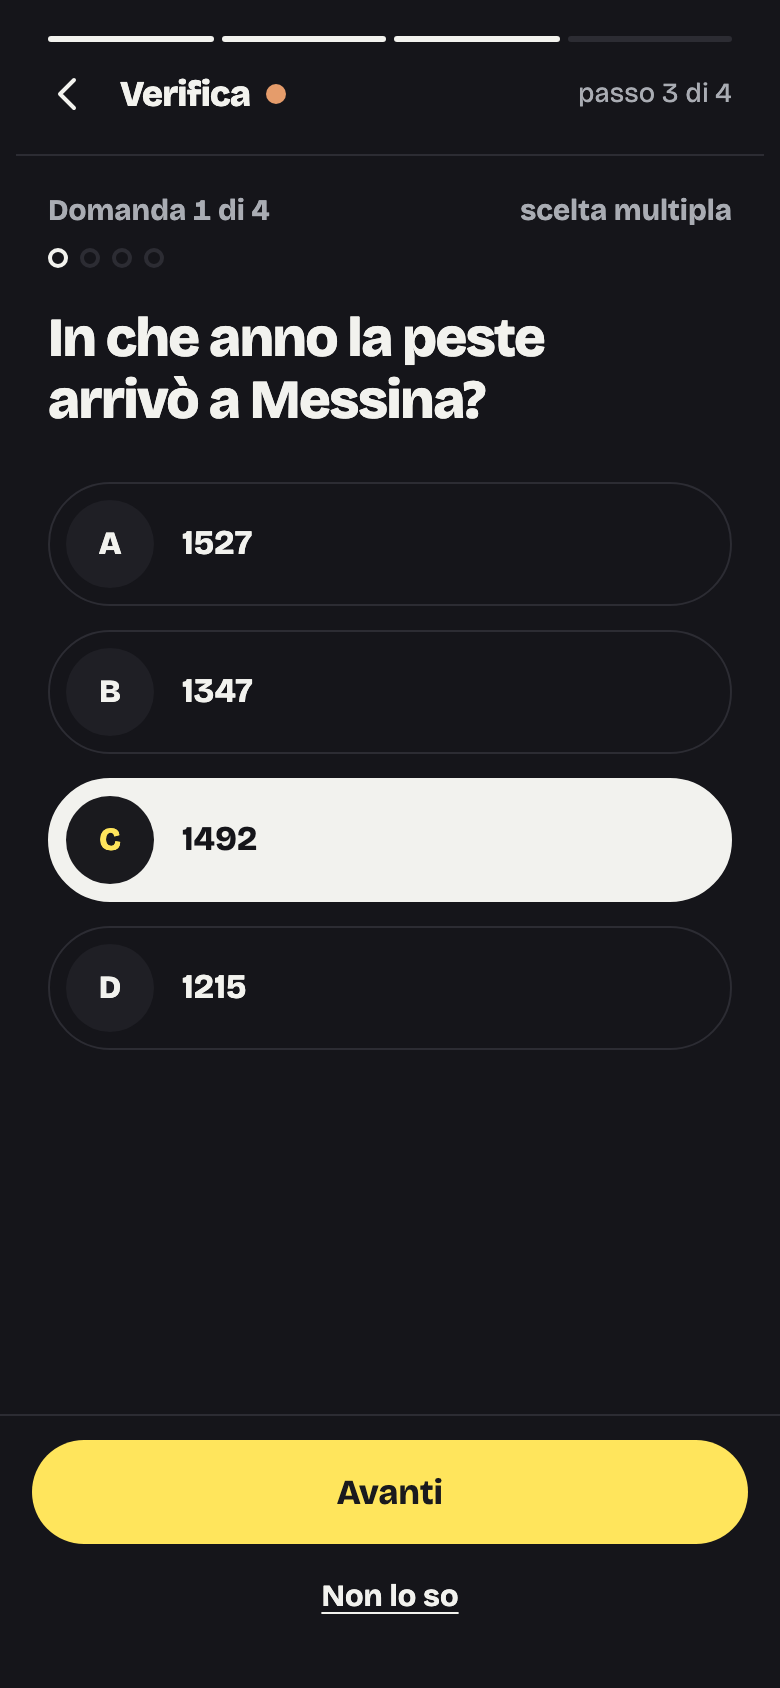 Verifica
passo 3 di 4
Domanda 1 di 4
scelta multipla
In che anno la peste
arrivò a Messina?
A 1527
B 1347
C 1492
D 1215
Avanti
Non lo so